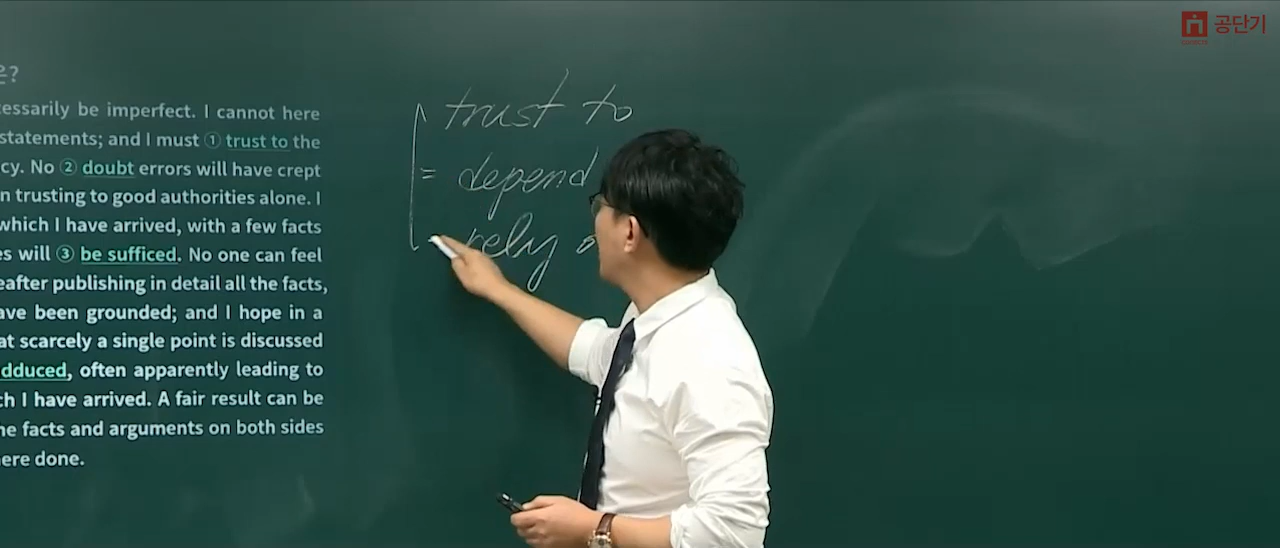 공단기
은?
cessarily be imperfect. I cannot here
statements; and I must ① trust to the
cy. No ② doubt errors will have crept
n trusting to good authorities alone. I
which I have arrived, with a few facts
es will ③ be sufficed. No one can feel
eafter publishing in detail all the facts,
ave been grounded; and I hope in a
at scarcely a single point is discussed
dduced, often apparently leading to
ch I have arrived. A fair result can be
he facts and arguments on both sides
here done.
trust to
= depend
rely o